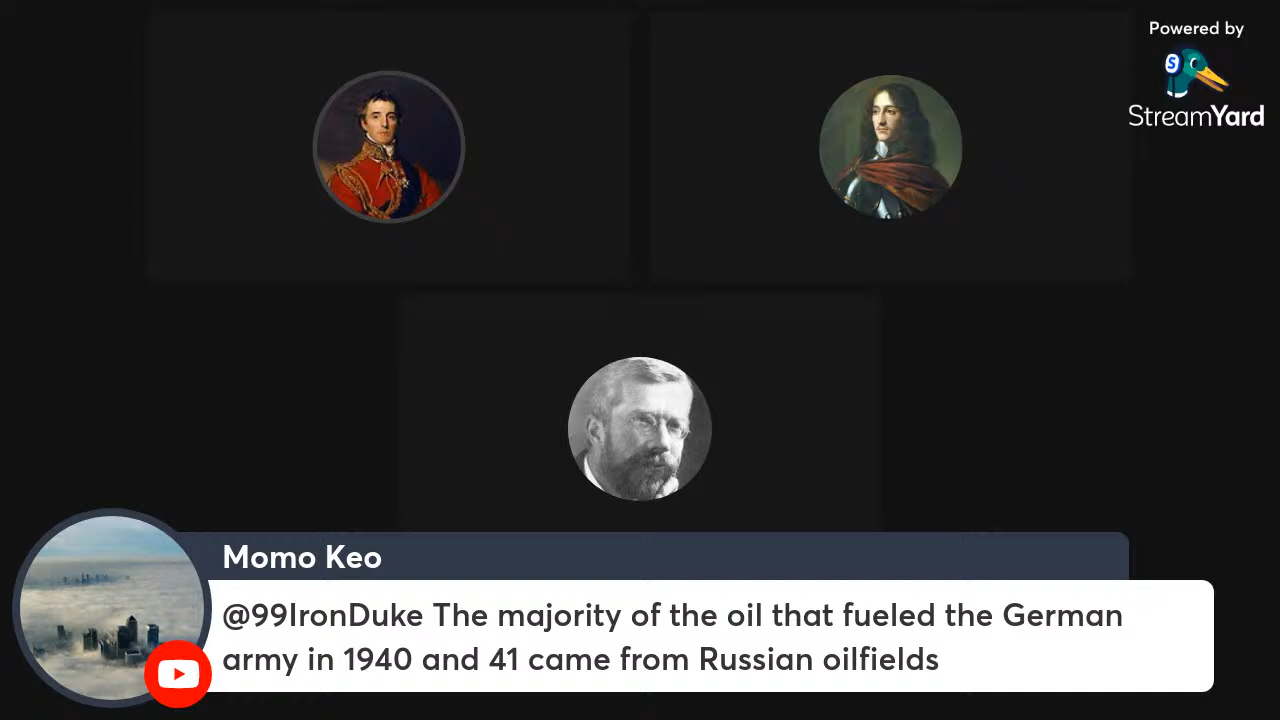 Powered by
S
StreamYard
Momo Keo
@99IronDuke The majority of the oil that fueled the German
army in 1940 and 41 came from Russian oilfields